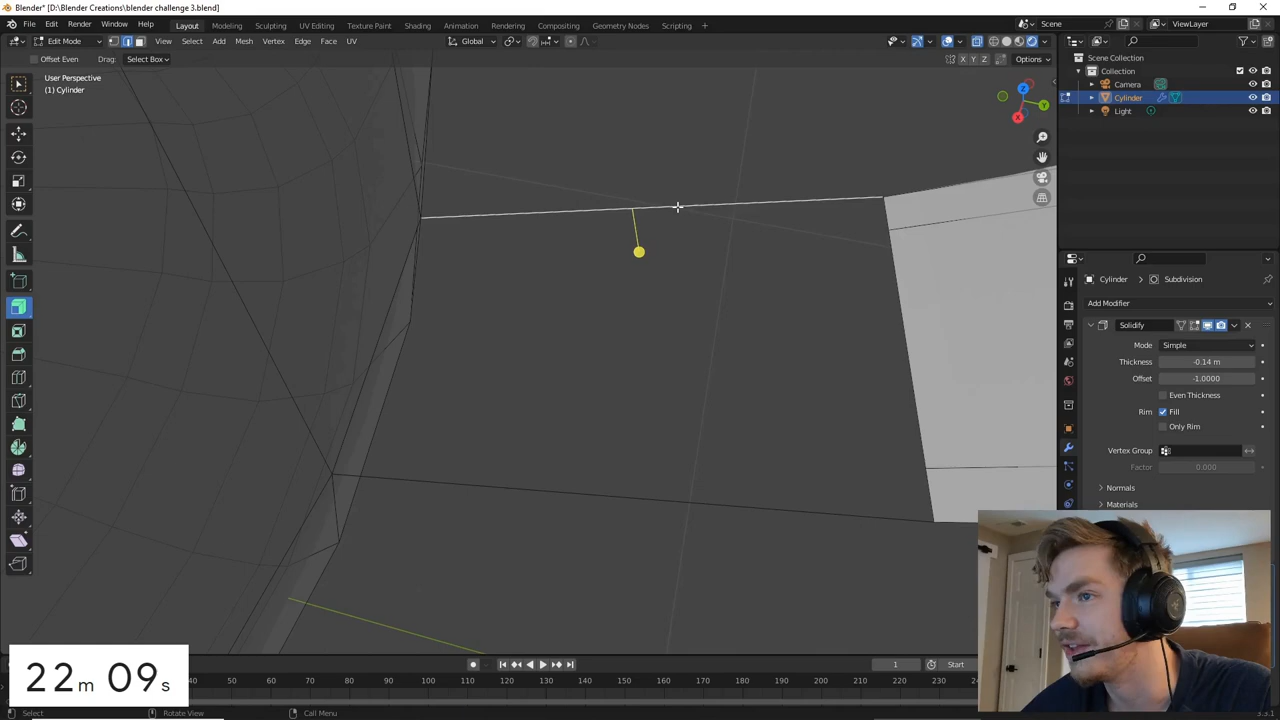 Blender* [D:\Blender Creations\blender challenge 3.blend]
File Edit Render Window Help Layout Modeling Sculpting UV Editing Texture Paint Shading Animation Rendering Compositing Geometry Nodes Scripting + Scene ViewLayer
Edit Mode View Select Add Mesh Vertex Edge Face UV Global
Offset Even Drag: Select Box X Y Z Options
User Perspective
(1) Cylinder
Z
Y
X
Scene Collection
Collection
Camera
Cylinder
Light
Cylinder > Subdivision
Add Modifier
Solidify
Mode Simple
Thickness -0.14 m
Offset -1.0000
Even Thickness
Rim Fill
Only Rim
Vertex Group
Factor 0.000
Normals
Materials
22m 09s
1 Start
40 50 60 70 80 90 100 110 120 130 140 150 160 170 180 190 200 210 220 230 240
Select Rotate View Call Menu